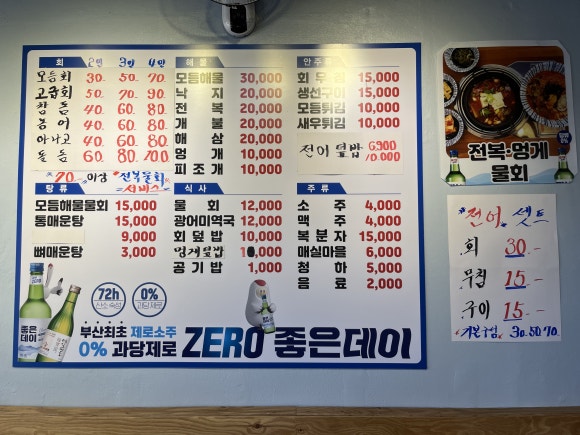 회 2인 3인 4인
모듬회 30. 50. 70.
고급회 50. 70. 90.
참돔 40. 60. 80.
농어 40. 60. 80.
아나고 40. 60. 80.
돌돔 60. 80. 100.
70.ㅡ 이상 전복물회 서비스
탕류
모듬해물물회 15,000
통매운탕 15,000
9,000
뼈매운탕 3,000
해물
모듬해물 30,000
낙지 20,000
전복 20,000
개불 20,000
해삼 20,000
멍개 10,000
피조개 10,000
식사
물회 12,000
광어미역국 12,000
회덮밥 10,000
멍게덮밥 10,000
공기밥 1,000
안주류
회무침 15,000
생선구이 15,000
모듬튀김 10,000
새우튀김 10,000
전어덮밥 10,000
주류
소주 4,000
맥주 4,000
복분자 15,000
매실마을 6,000
청하 5,000
음료 2,000
72h
산소숙성
0%
과당제로
좋은데이
부산최초 제로소주
0% 과당제로
ZERO 좋은데이
전복·멍게
물회
전어 셋트
회 30.-
무침 15.-
구이 15.-
30. 50. 70.